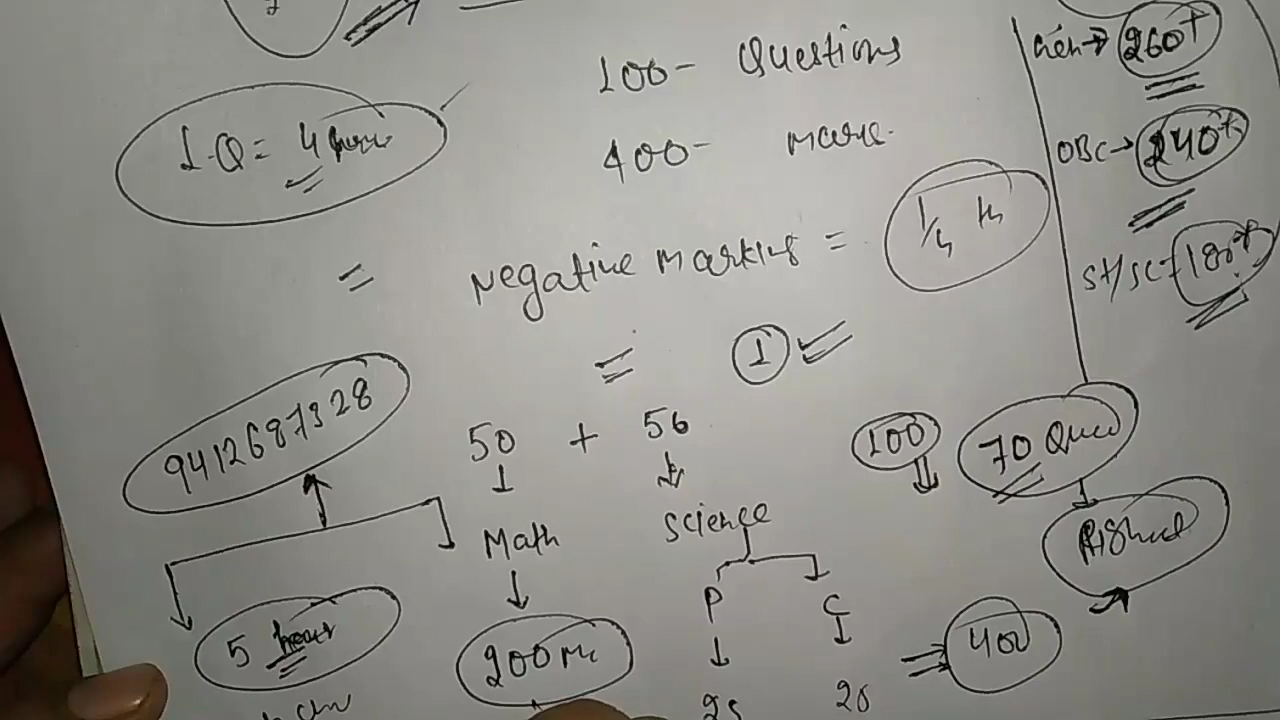 100- Questions
1-Q= 4
400- marks.
Negative marking = 1/4 th
= 1
Gen→ 260+
OBC→ 240+
ST/SC- 180+
9412687328
50 + 50
Math
Science
P C
25 25
200 M
5 hour
100
70 Ques
400